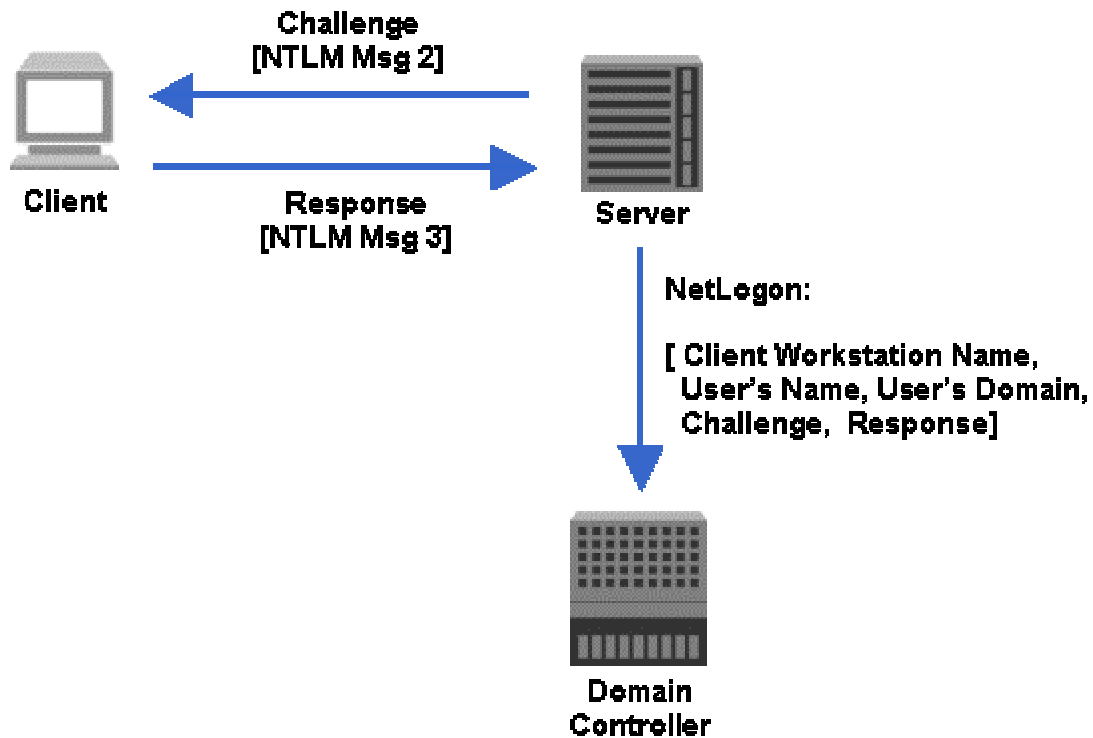 Challenge
[NTLM Msg 2]
Client
Response
[NTLM Msg 3]
Server
NetLogon:
[ Client Workstation Name,
User's Name, User's Domain,
Challenge, Response]
Domain
Controller